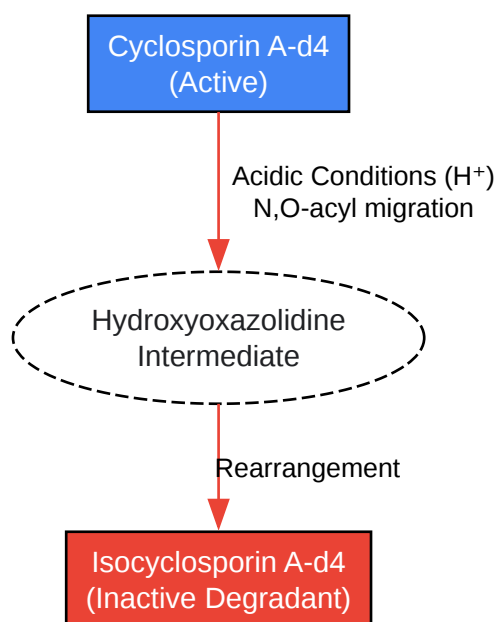 Cyclosporin A-d4
(Active)
Acidic Conditions (H⁺)
N,O-acyl migration
Hydroxyoxazolidine
Intermediate
Rearrangement
Isocyclosporin A-d4
(Inactive Degradant)